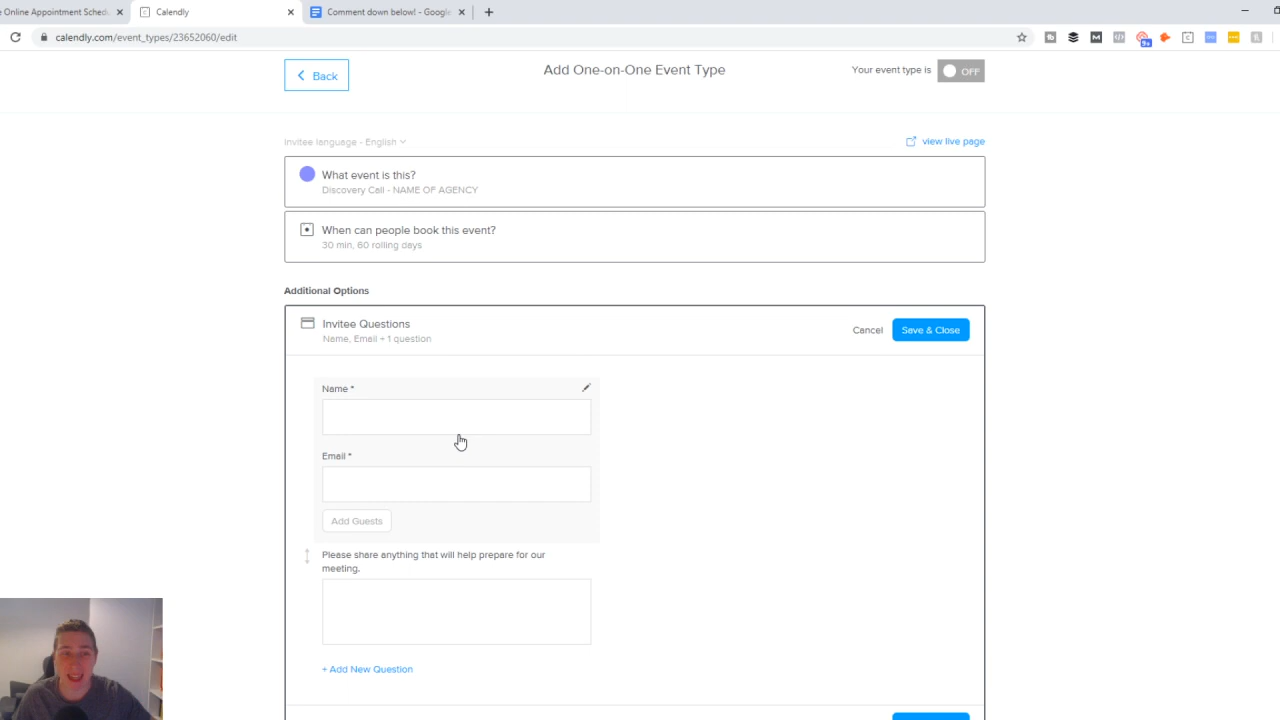 e Online Appointment Schedu
Calendly
Comment down below! - Google
calendly.com/event_types/23652060/edit
9+
Back
Add One-on-One Event Type
Your event type is
OFF
Invitee language - English
view live page
What event is this?
Discovery Call - NAME OF AGENCY
When can people book this event?
30 min, 60 rolling days
Additional Options
Invitee Questions
Name, Email + 1 question
Cancel
Save & Close
Name *
Email *
Add Guests
Please share anything that will help prepare for our
meeting.
+ Add New Question